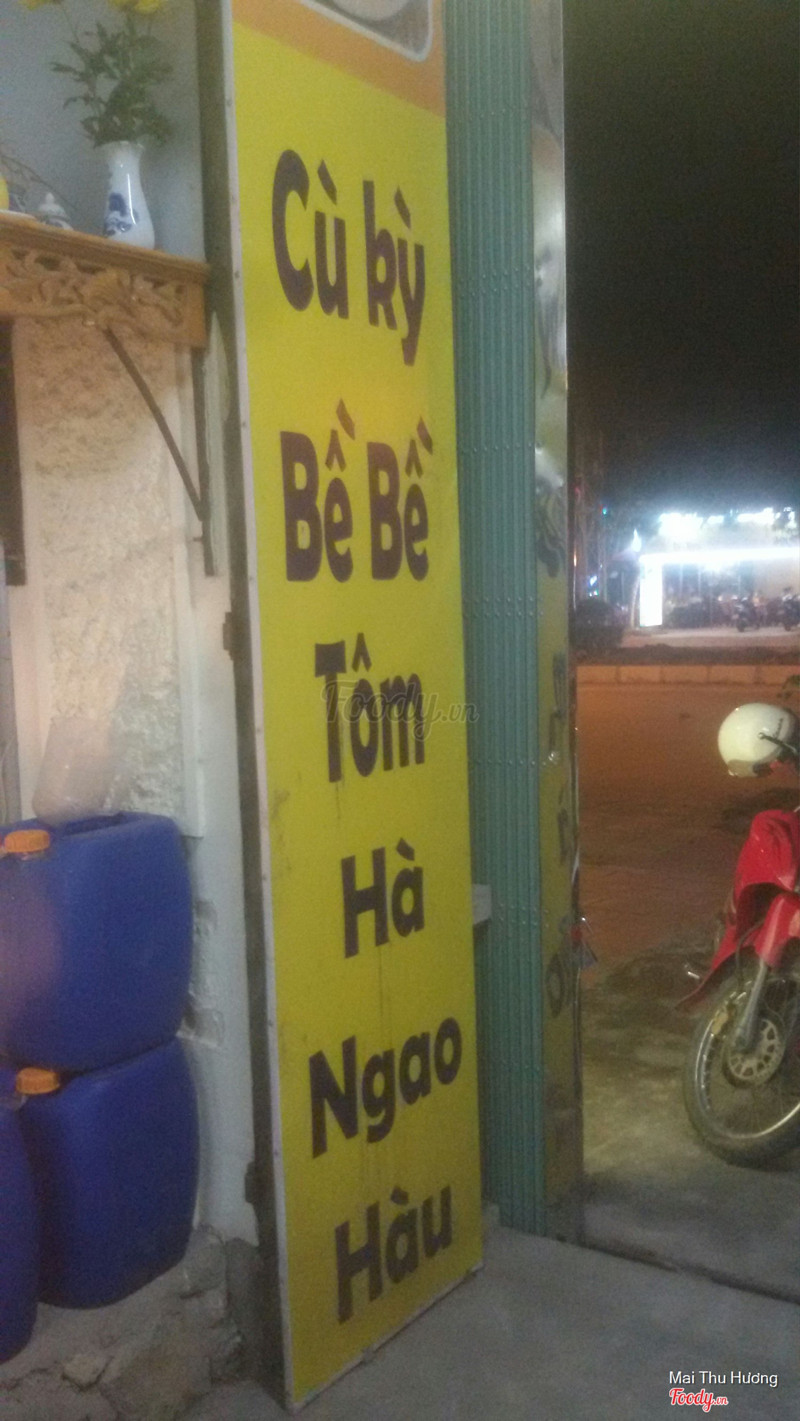 Cù kỳ
Bề Bề
Tôm
Hà
Ngao
Hàu
Foody.vn
Mai Thu Hương
Foody.vn